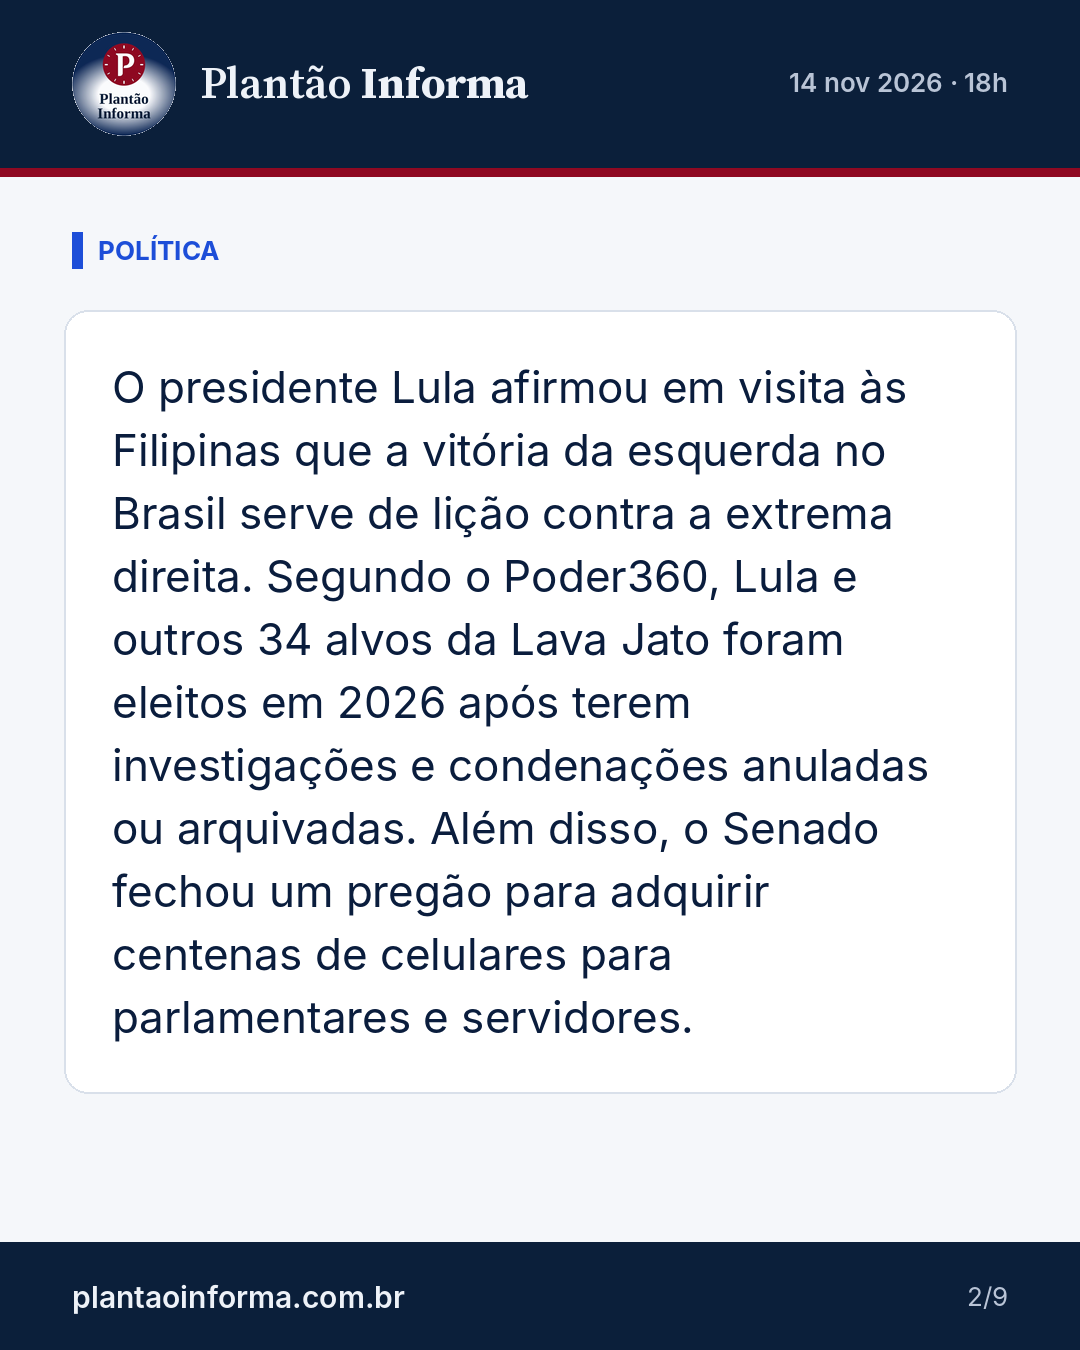 P
Plantão
Informa
Plantão Informa
14 nov 2026 · 18h
POLÍTICA
O presidente Lula afirmou em visita às
Filipinas que a vitória da esquerda no
Brasil serve de lição contra a extrema
direita. Segundo o Poder360, Lula e
outros 34 alvos da Lava Jato foram
eleitos em 2026 após terem
investigações e condenações anuladas
ou arquivadas. Além disso, o Senado
fechou um pregão para adquirir
centenas de celulares para
parlamentares e servidores.
plantaoinforma.com.br
2/9